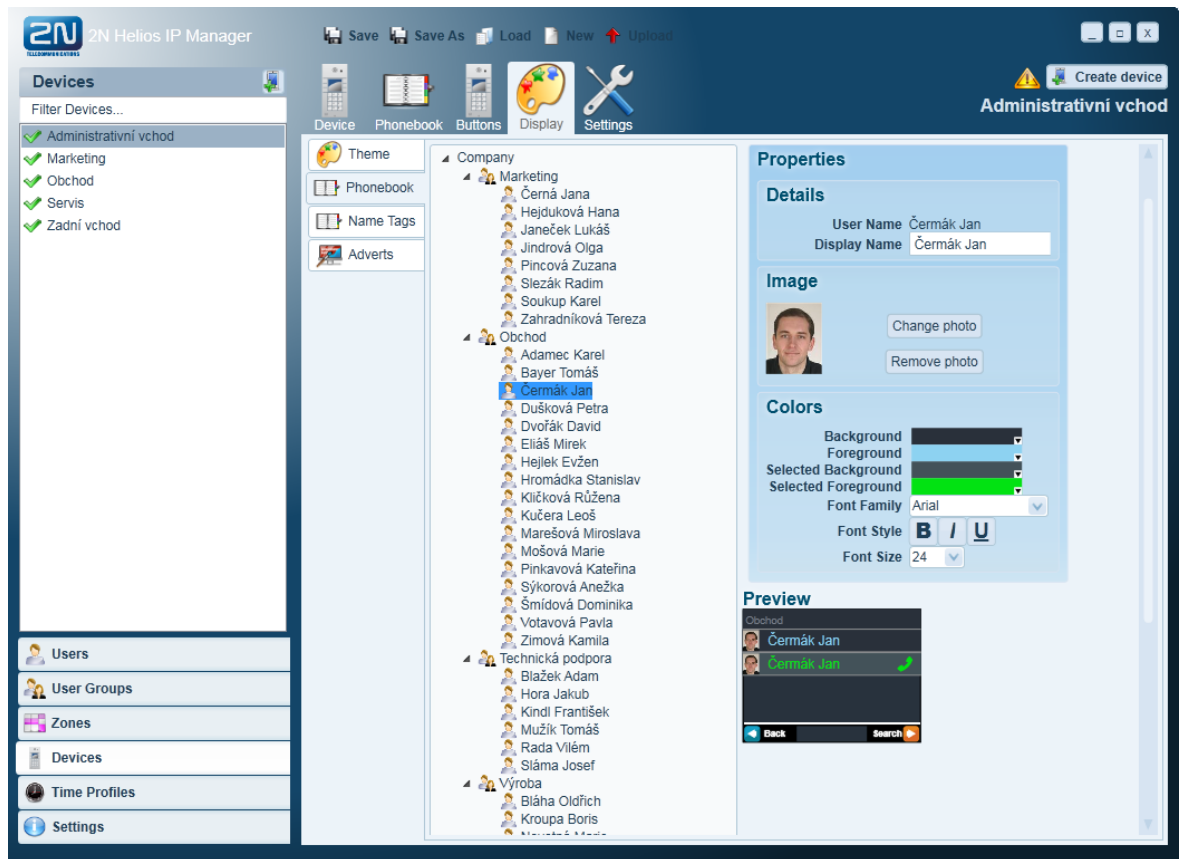 2N
TELECOMMUNICATIONS
2N Helios IP Manager
Save Save As Load New Upload
Devices
Filter Devices...
Administrativní vchod
Marketing
Obchod
Servis
Zadní vchod
Users
User Groups
Zones
Devices
Time Profiles
Settings
Device Phonebook Buttons Display Settings
Create device
Administrativní vchod
Theme
Phonebook
Name Tags
Adverts
Company
Marketing
Černá Jana
Hejduková Hana
Janeček Lukáš
Jindrová Olga
Pincová Zuzana
Slezák Radim
Soukup Karel
Zahradníková Tereza
Obchod
Adamec Karel
Bayer Tomáš
Čermák Jan
Dušková Petra
Dvořák David
Eliáš Mirek
Hejlek Evžen
Hromádka Stanislav
Kličková Růžena
Kučera Leoš
Marešová Miroslava
Mošová Marie
Pinkavová Kateřina
Sýkorová Anežka
Šmídová Dominika
Votavová Pavla
Zimová Kamila
Technická podpora
Blažek Adam
Hora Jakub
Kindl František
Mužík Tomáš
Rada Vilém
Sláma Josef
Výroba
Bláha Oldřich
Kroupa Boris
Properties
Details
User Name Čermák Jan
Display Name Čermák Jan
Image
Change photo
Remove photo
Colors
Background
Foreground
Selected Background
Selected Foreground
Font Family Arial
Font Style B I U
Font Size 24
Preview
Obchod
Čermák Jan
Čermák Jan
Back Search